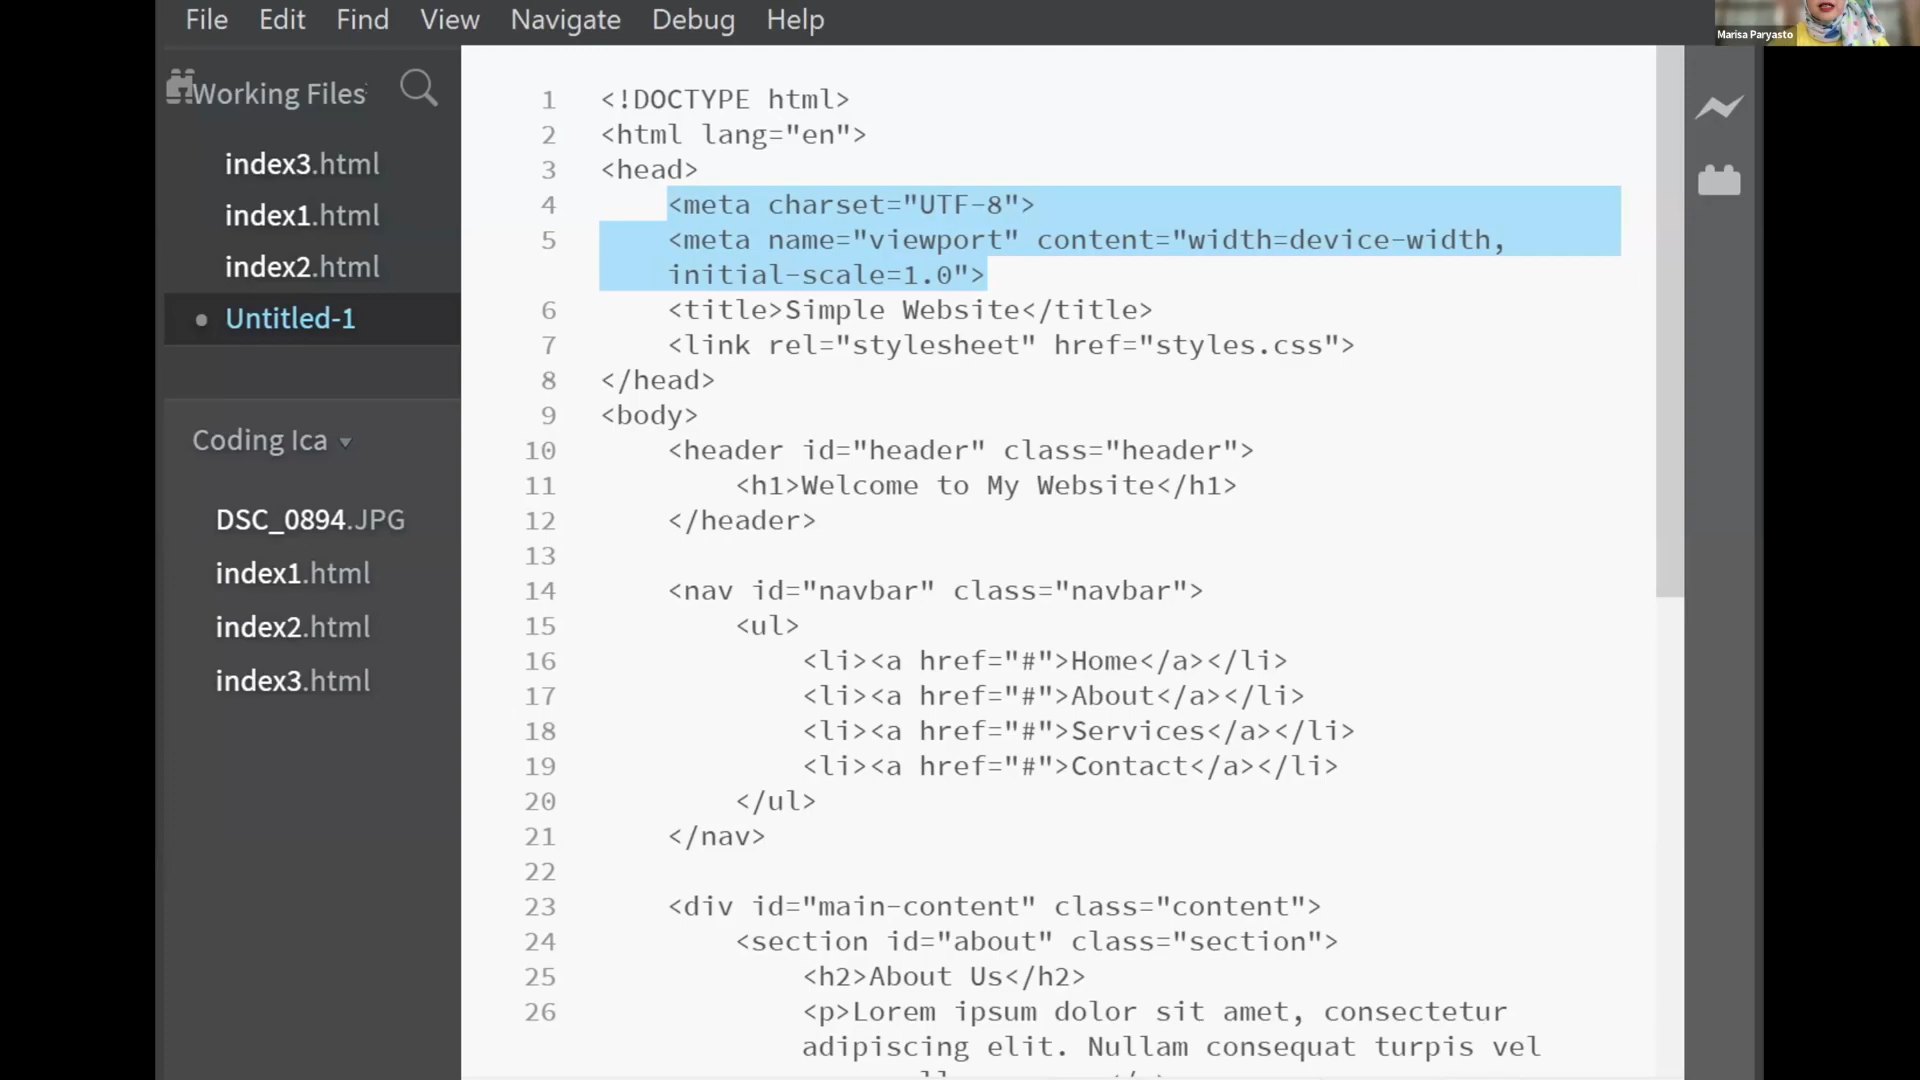 File Edit Find View Navigate Debug Help
Marisa Paryasto
Working Files
index3.html
index1.html
index2.html
Untitled-1
Coding Ica
DSC_0894.JPG
index1.html
index2.html
index3.html
1 <!DOCTYPE html>
2 <html lang="en">
3 <head>
4 <meta charset="UTF-8">
5 <meta name="viewport" content="width=device-width,
initial-scale=1.0">
6 <title>Simple Website</title>
7 <link rel="stylesheet" href="styles.css">
8 </head>
9 <body>
10 <header id="header" class="header">
11 <h1>Welcome to My Website</h1>
12 </header>
13
14 <nav id="navbar" class="navbar">
15 <ul>
16 <li><a href="#">Home</a></li>
17 <li><a href="#">About</a></li>
18 <li><a href="#">Services</a></li>
19 <li><a href="#">Contact</a></li>
20 </ul>
21 </nav>
22
23 <div id="main-content" class="content">
24 <section id="about" class="section">
25 <h2>About Us</h2>
26 <p>Lorem ipsum dolor sit amet, consectetur
adipiscing elit. Nullam consequat turpis vel